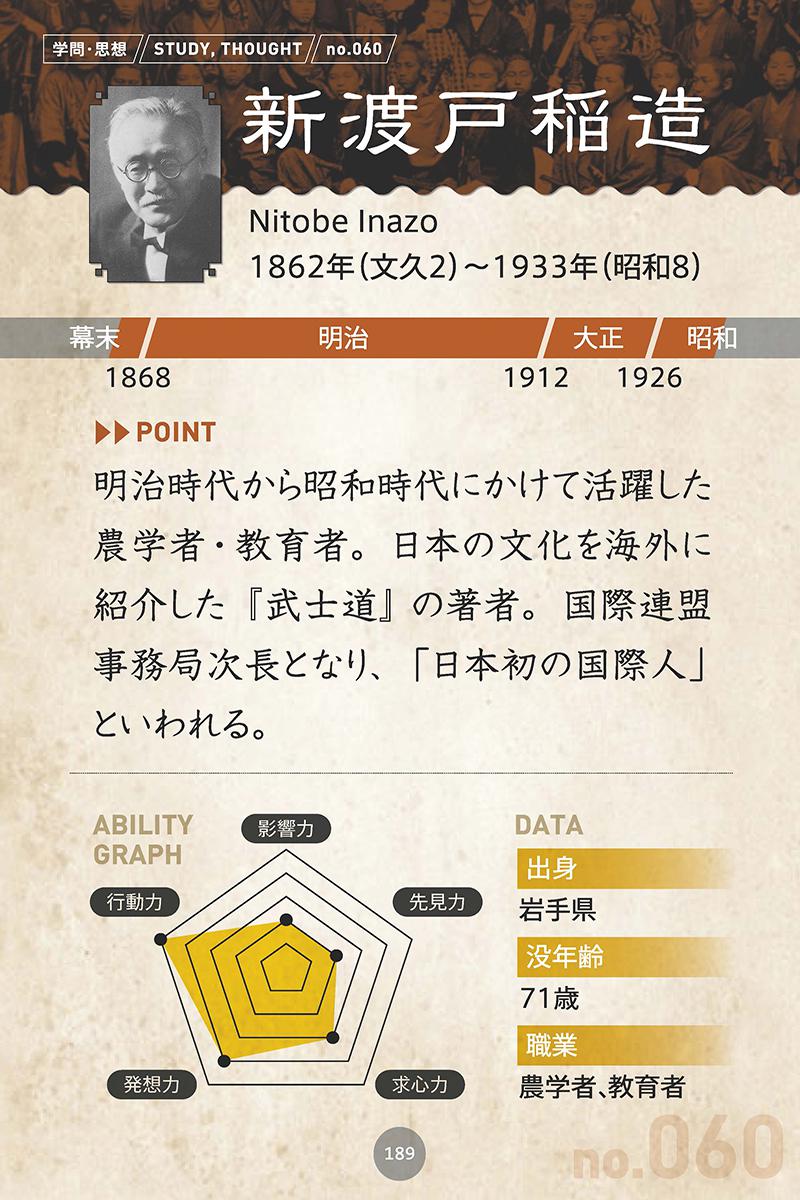 学問・思想 STUDY, THOUGHT no.060
新渡戸稲造
Nitobe Inazo
1862年(文久2)〜1933年(昭和8)
幕末 明治 大正 昭和
1868 1912 1926
POINT
明治時代から昭和時代にかけて活躍した
農学者・教育者。日本の文化を海外に
紹介した『武士道』の著者。国際連盟
事務局次長となり、「日本初の国際人」
といわれる。
ABILITY
GRAPH
影響力
行動力
先見力
発想力
求心力
DATA
出身
岩手県
没年齢
71歳
職業
農学者、教育者
189
no.060